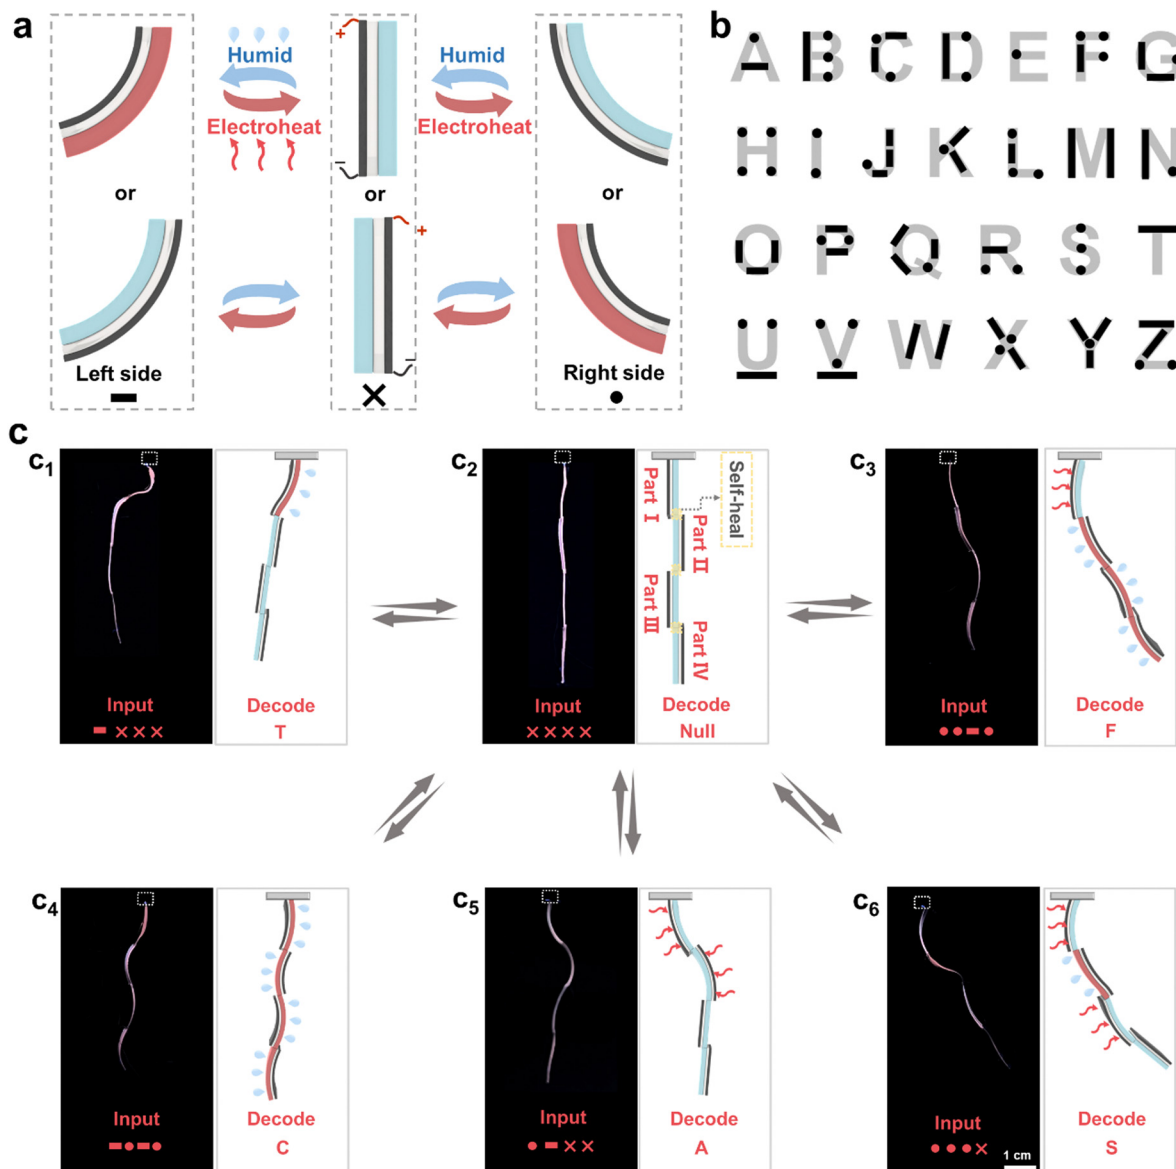 a
Humid
Electroheat
or
Left side
+
−
or
+
−
×
Humid
Electroheat
or
Right side
b
A B C D E F G
H I J K L M N
O P Q R S T
U V W X Y Z
c
c1
Input
× × ×
Decode
T
c2
Input
× × × ×
Part I
Part II
Part III
Part IV
Self-heal
Decode
Null
c3
Input
Decode
F
c4
Input
Decode
C
c5
Input
× ×
Decode
A
c6
Input
×
1 cm
Decode
S